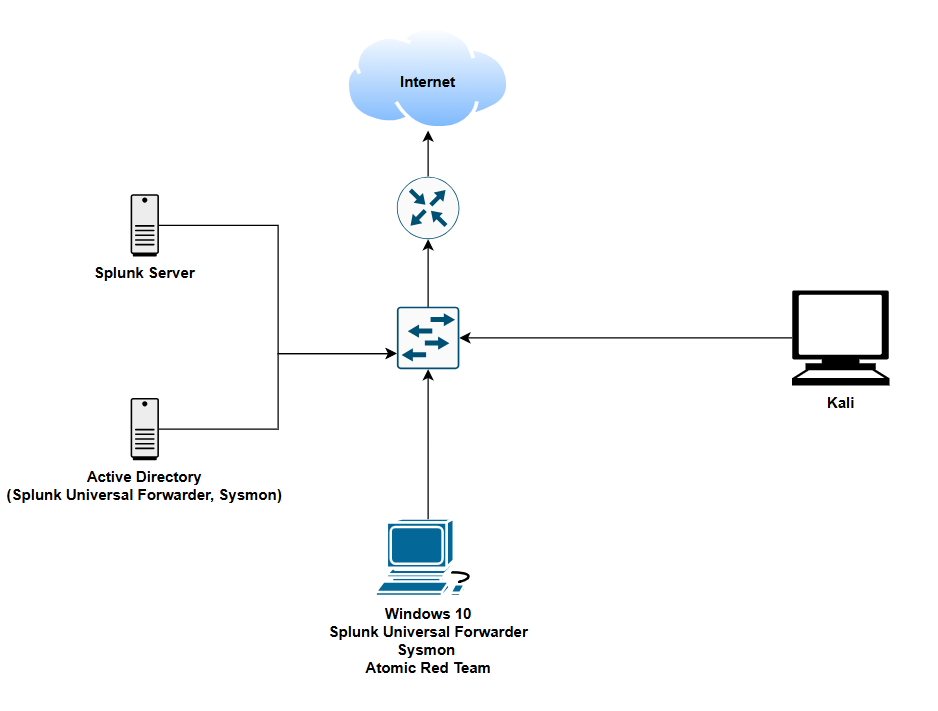 Internet
Splunk Server
Kali
Active Directory
(Splunk Universal Forwarder, Sysmon)
Windows 10
Splunk Universal Forwarder
Sysmon
Atomic Red Team